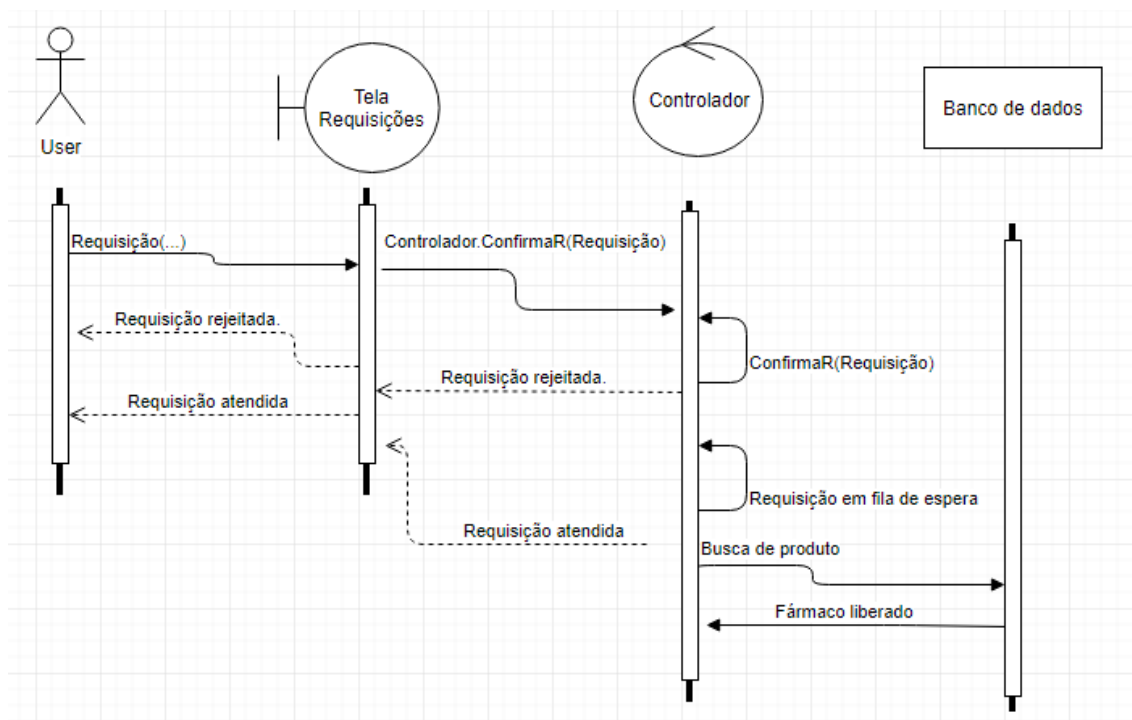 User
Tela
Requisições
Controlador
Banco de dados
Requisição(...)
Controlador.ConfirmaR(Requisição)
Requisição rejeitada.
ConfirmaR(Requisição)
Requisição rejeitada.
Requisição atendida
Requisição em fila de espera
Requisição atendida
Busca de produto
Fármaco liberado